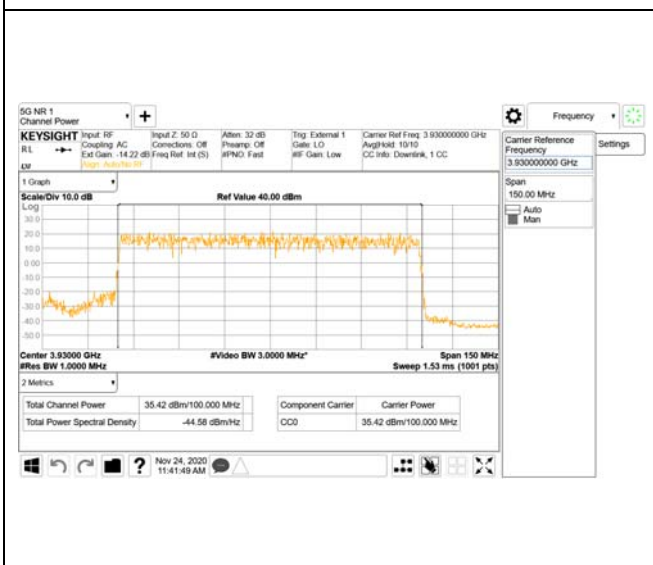 5G NR 1
Channel Power
Frequency
KEYSIGHT Input: RF Input Z: 50 Ω Atten: 32 dB Trig: External 1 Carrier Ref Freq: 3.930000000 GHz
RL Coupling: AC Corrections: Off Preamp: Off Gate: LO Avg|Hold: 10/10
Ext Gain: -14.22 dB Freq Ref: Int (S) #PNO: Fast #IF Gain: Low CC Info: Downlink, 1 CC
Align: Auto/No RF
Carrier Reference
Frequency
3.930000000 GHz
Settings
Span
150.00 MHz
Auto
Man
1 Graph
Scale/Div 10.0 dB Ref Value 40.00 dBm
Log
30.0
20.0
10.0
0.00
-10.0
-20.0
-30.0
-40.0
-50.0
Center 3.93000 GHz #Video BW 3.0000 MHz* Span 150 MHz
#Res BW 1.0000 MHz Sweep 1.53 ms (1001 pts)
2 Metrics
Total Channel Power 35.42 dBm/100.000 MHz Component Carrier Carrier Power
Total Power Spectral Density -44.58 dBm/Hz CC0 35.42 dBm/100.000 MHz
Nov 24, 2020
11:41:49 AM